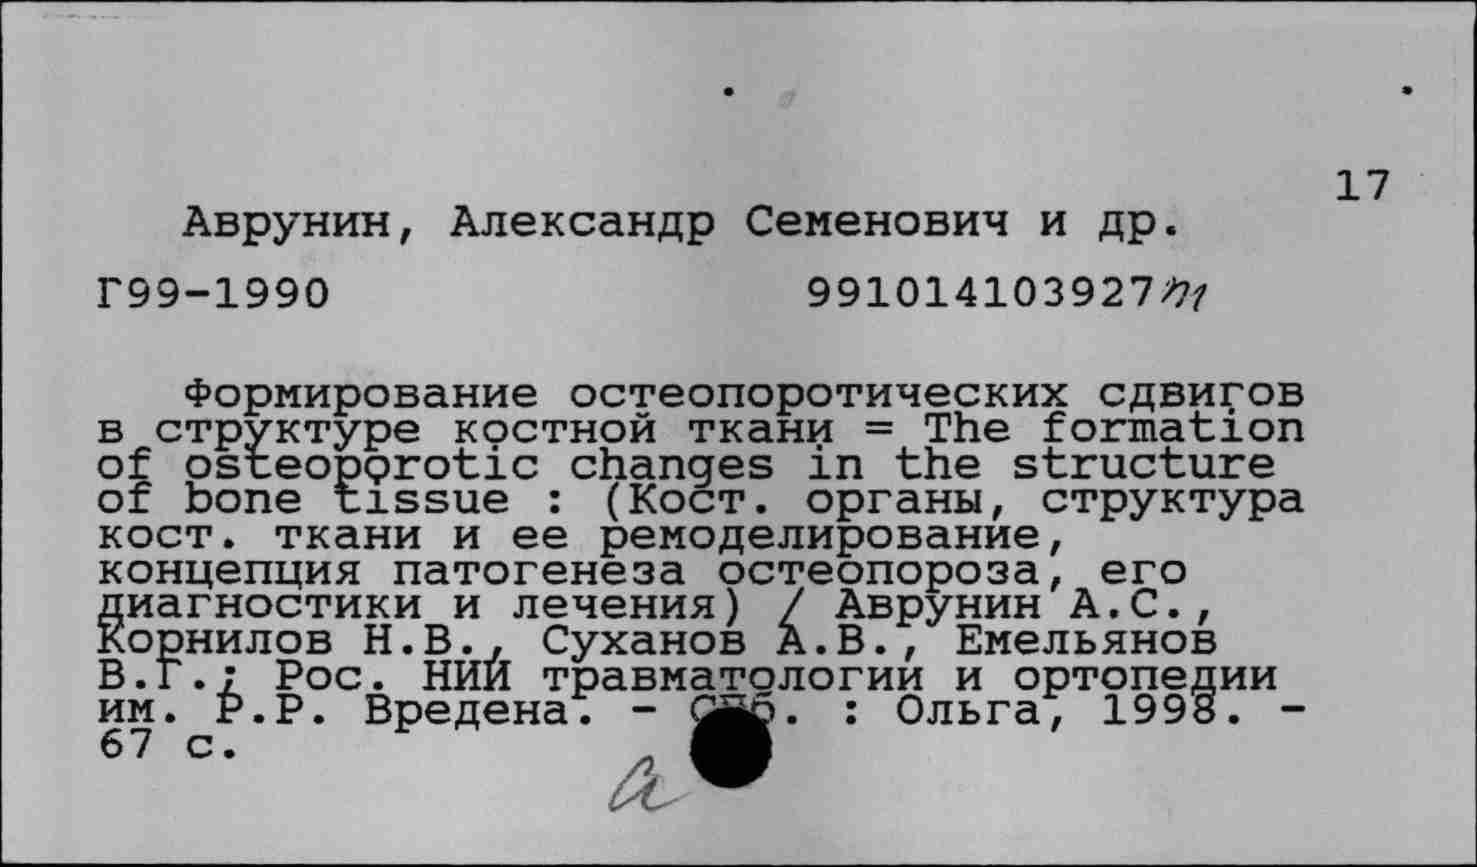 17
Аврунин, Александр Семенович и др.
Г99-1990 991014103927
Формирование остеопоротических сдвигов
в структуре костной ткани = The formation
of osteoporotic changes in the structure
of bone tissue : (Кост. органы, структура
кост. ткани и ее ремоделирование,
концепция патогенеза остеопороза, его
диагностики и лечения) / Аврунин А.С.,
Корнилов Н.В., Суханов А.В., Емельянов
В.Г.; Рос. НИИ травматологии и ортопедии
им. Р.Р. Вредена. - СПб. : Ольга, 1998. -
67 с.